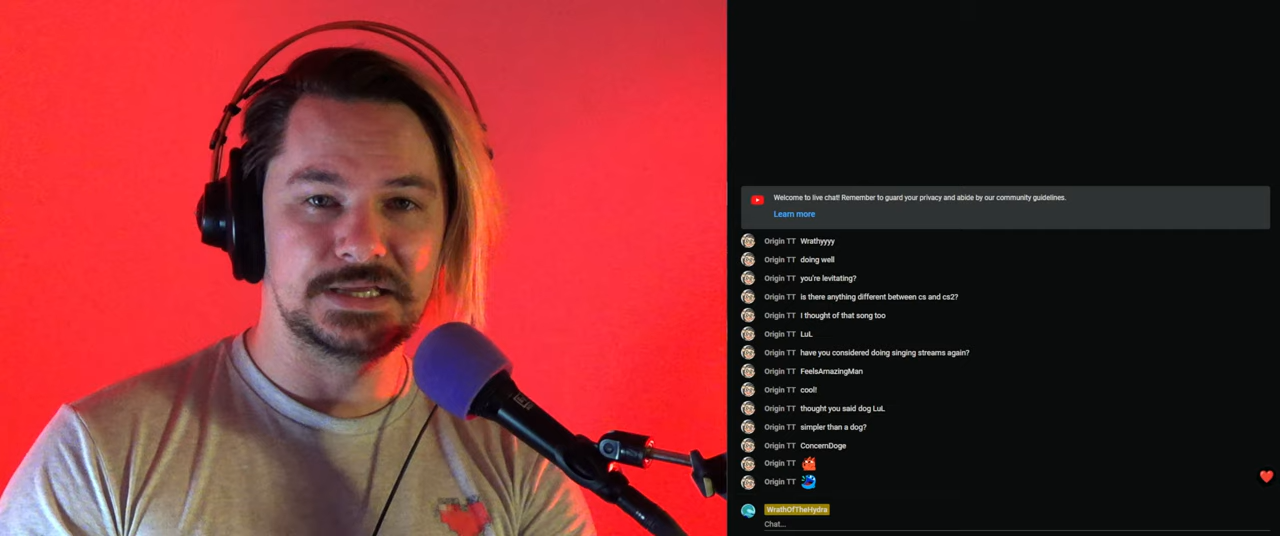 Welcome to live chat! Remember to guard your privacy and abide by our community guidelines.
Learn more
Origin TT Wrathyyyy
Origin TT doing well
Origin TT you're levitating?
Origin TT is there anything different between cs and cs2?
Origin TT I thought of that song too
Origin TT LuL
Origin TT have you considered doing singing streams again?
Origin TT FeelsAmazingMan
Origin TT cool!
Origin TT thought you said dog LuL
Origin TT simpler than a dog?
Origin TT ConcernDoge
Origin TT
Origin TT
WrathOfTheHydra
Chat...